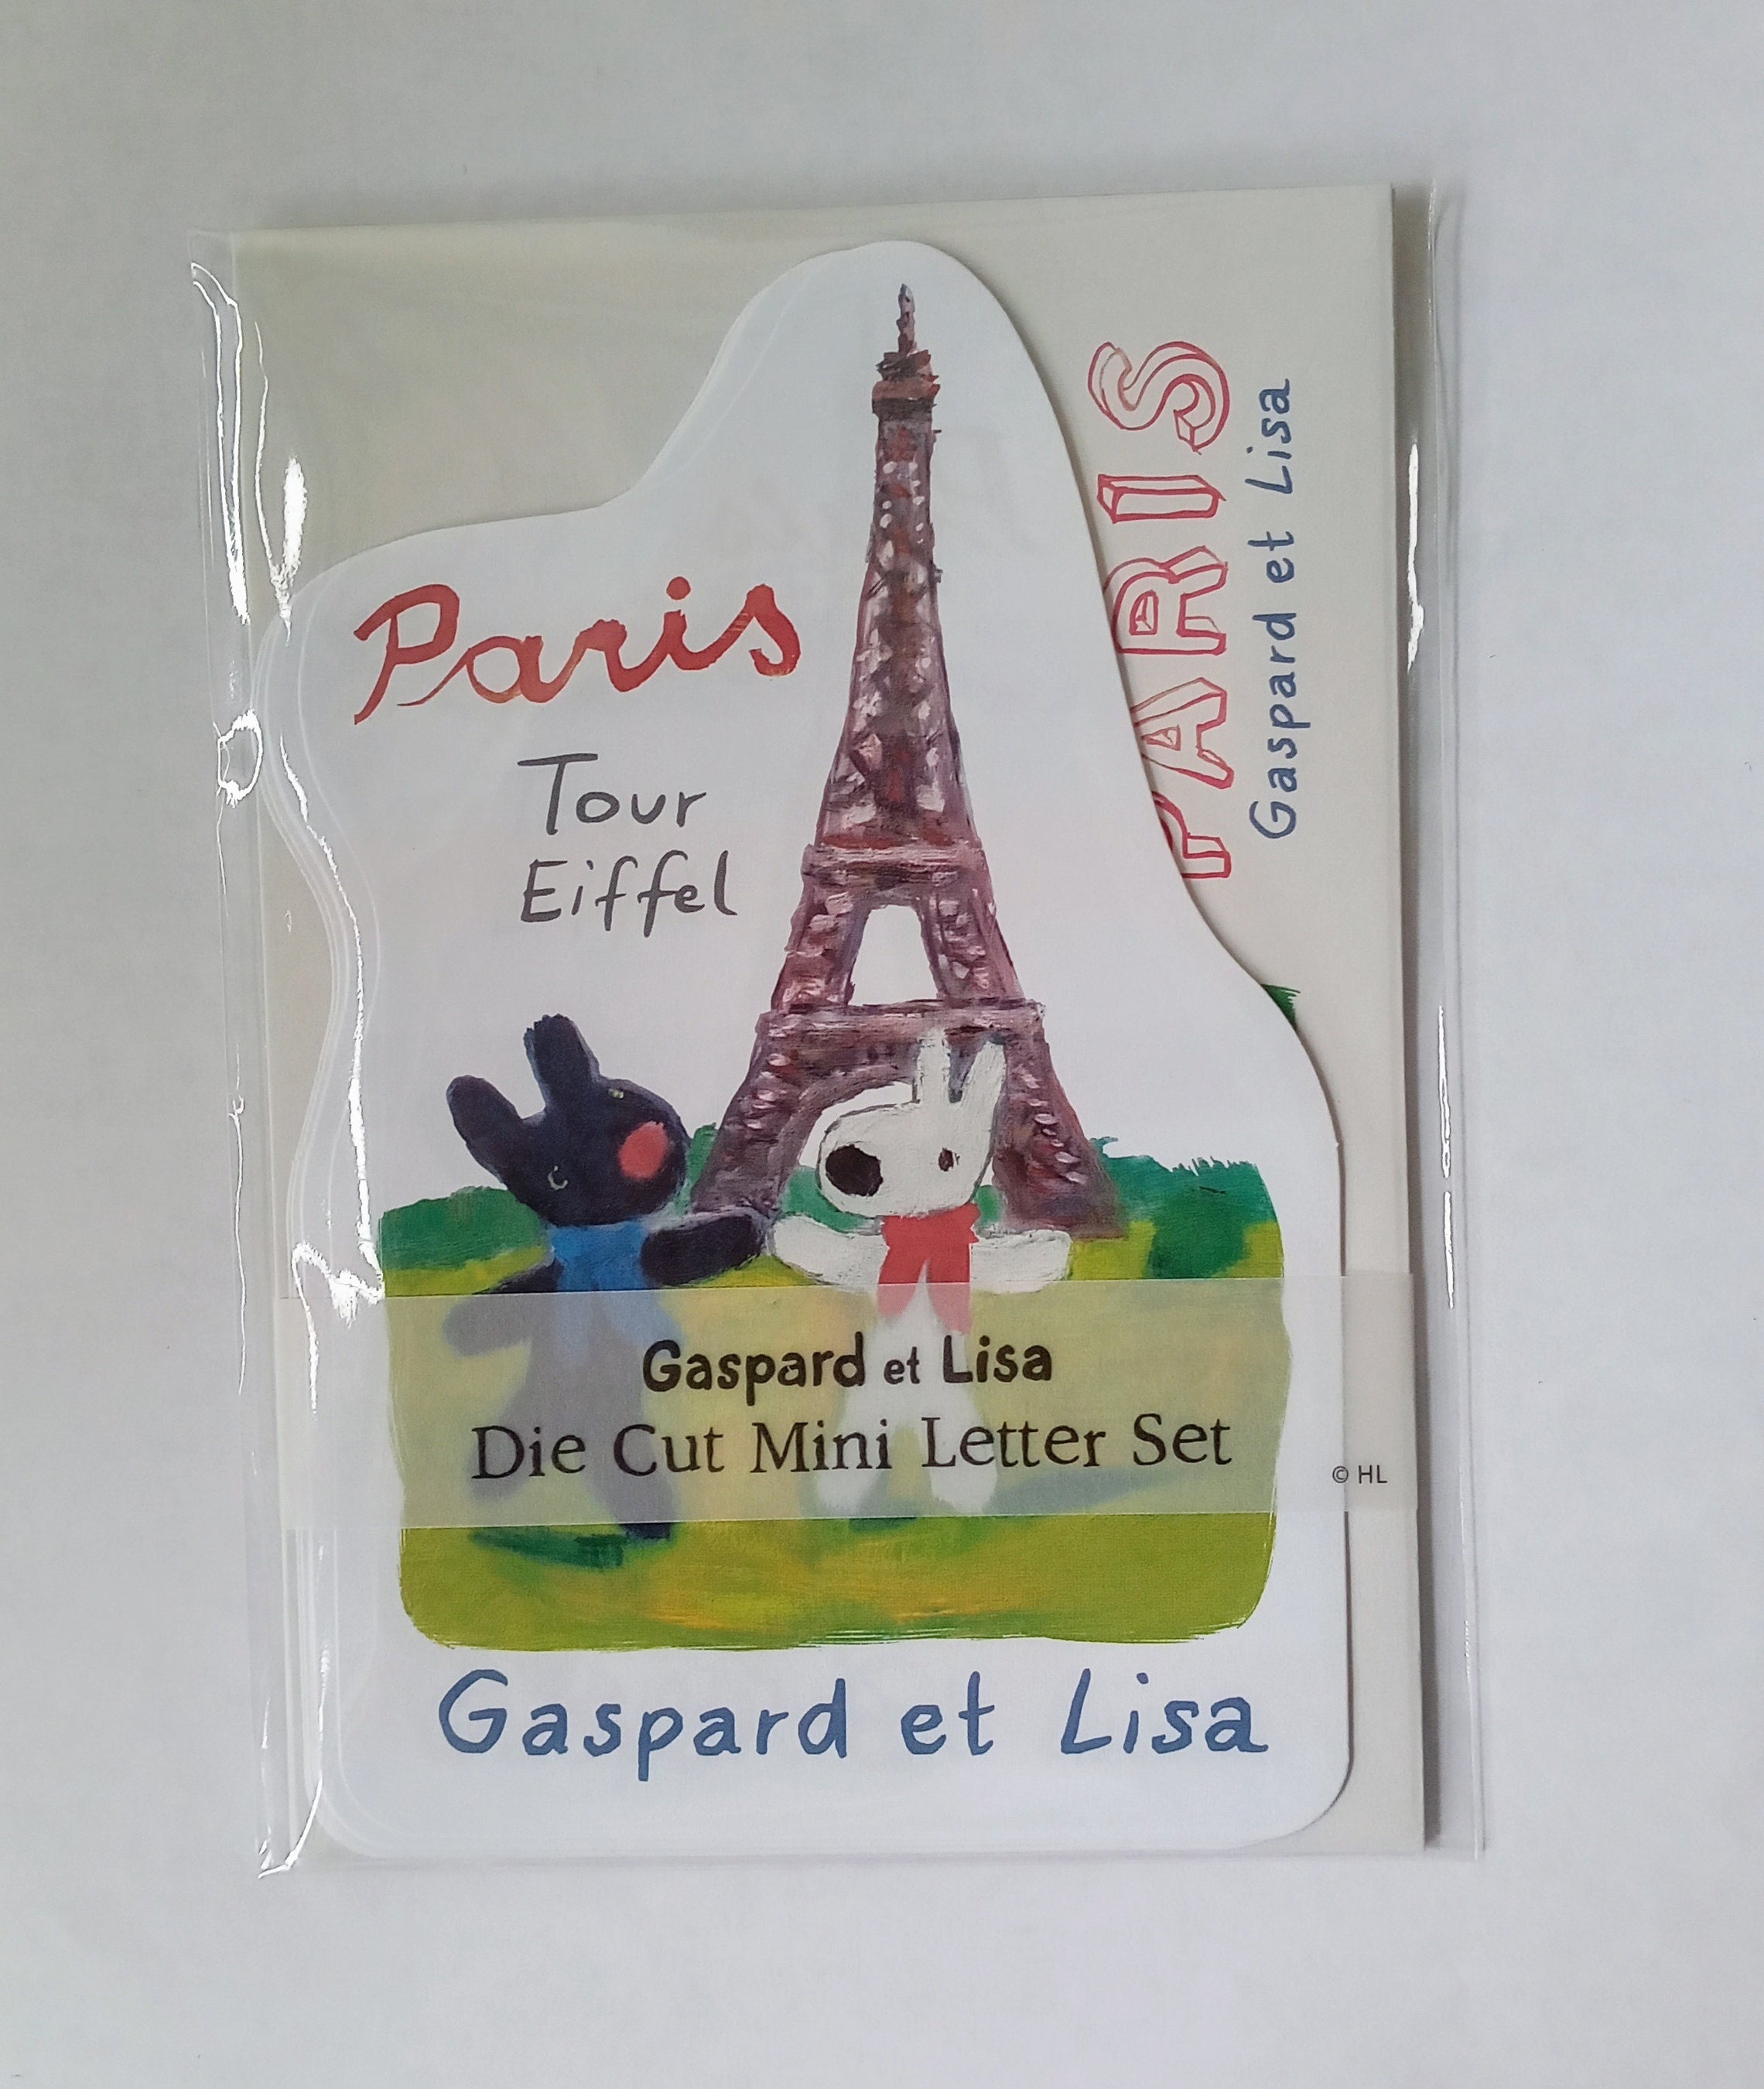 Paris
Tour
Eiffel
PARIS
Gaspard et Lisa
Gaspard et Lisa
Die Cut Mini Letter Set
© HL
Gaspard et Lisa